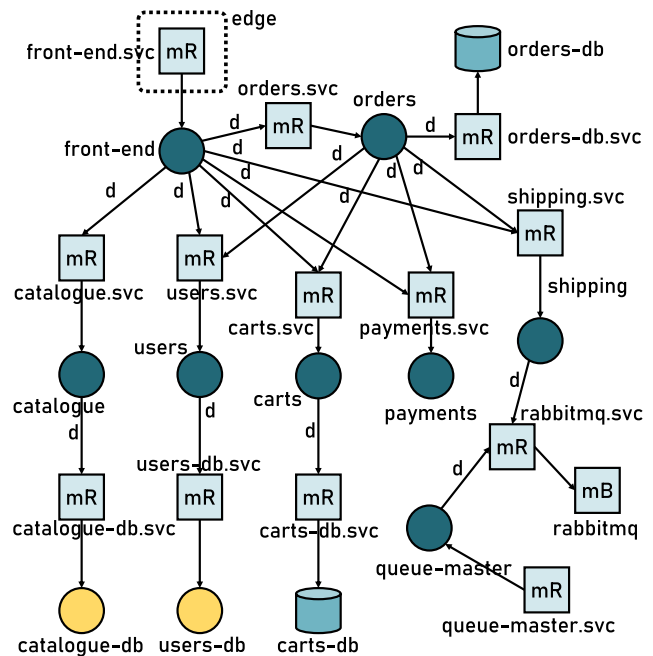 edge
front-end.svc
mR
orders-db
orders.svc
orders
mR
d
d
d
mR
orders-db.svc
front-end
d
d
d
d
d
d
d
d
d
d
shipping.svc
mR
mR
mR
catalogue.svc
users.svc
mR
mR
shipping
carts.svc
payments.svc
users
catalogue
carts
payments
d
rabbitmq.svc
d
d
d
mR
users-db.svc
d
mR
mR
mR
mB
catalogue-db.svc
carts-db.svc
rabbitmq
queue-master
mR
queue-master.svc
catalogue-db
users-db
carts-db